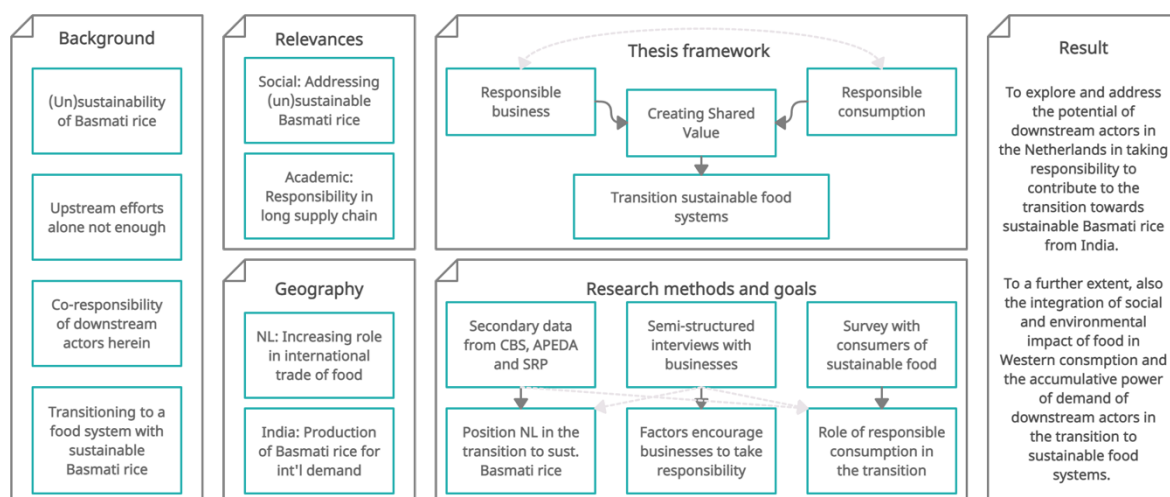 Background
(Un)sustainability
of Basmati rice
Upstream efforts
alone not enough
Co-responsibility
of downstream
actors herein
Transitioning to a
food system with
sustainable
Basmati rice
Relevances
Social: Addressing
(un)sustainable
Basmati rice
Academic:
Responsibility in
long supply chain
Geography
NL: Increasing role
in international
trade of food
India: Production
of Basmati rice for
int'l demand
Thesis framework
Responsible
business
Creating Shared
Value
Responsible
consumption
Transition sustainable food
systems
Research methods and goals
Secondary data
from CBS, APEDA
and SRP
Semi-structured
interviews with
businesses
Survey with
consumers of
sustainable food
Position NL in the
transition to sust.
Basmati rice
Factors encourage
businesses to take
responsibility
Role of responsible
consumption
in the transition
Result
To explore and address
the potential of
downstream actors in
the Netherlands in taking
responsibility to
contribute to the
transition towards
sustainable Basmati rice
from India.
To a further extent, also
the integration of social
and environmental
impact of food in
Western consmption and
the accumulative power
of demand of
downstream actors in
the transition to
sustainable food
systems.